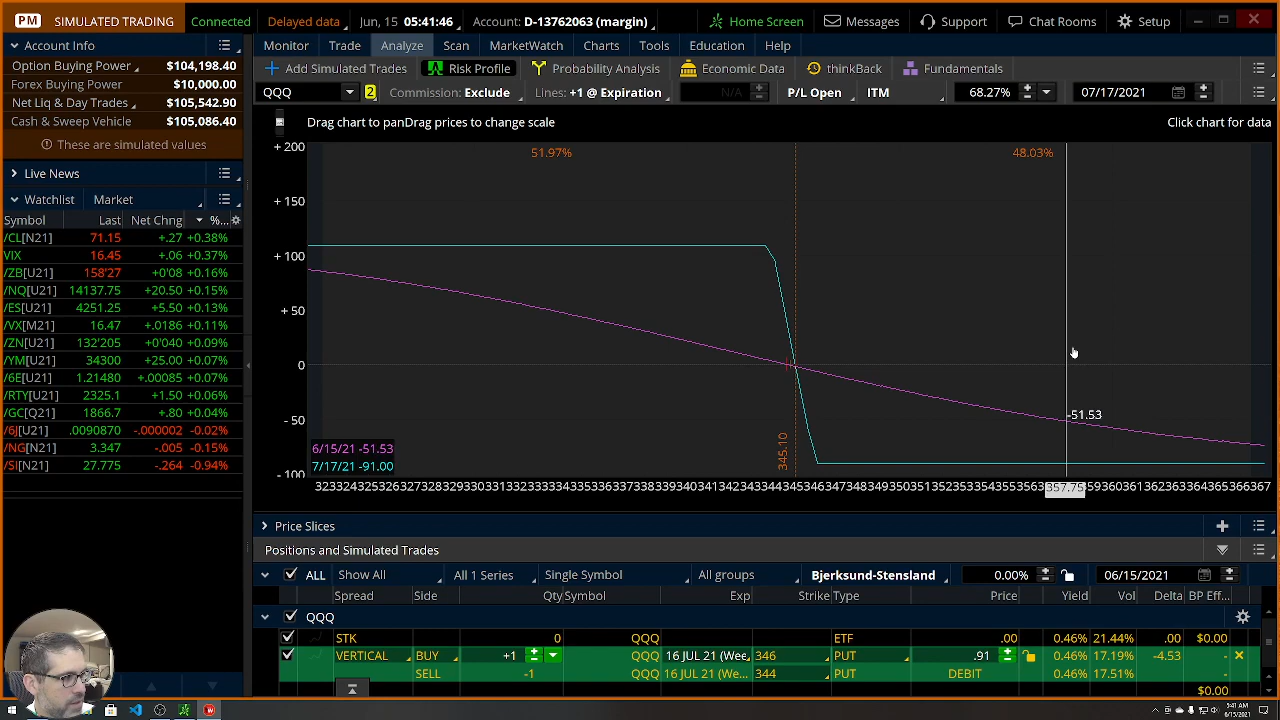 PM SIMULATED TRADING Connected Delayed data Jun, 15 05:41:46 Account: D-13762063 (margin) Home Screen Messages Support Chat Rooms Setup
Account Info
Option Buying Power $104,198.40
Forex Buying Power $10,000.00
Net Liq & Day Trades $105,542.90
Cash & Sweep Vehicle $105,086.40
These are simulated values
Live News
Watchlist Market
Symbol Last Net Chng %...
/CL[N21] 71.15 +.27 +0.38%
VIX 16.45 +.06 +0.37%
/ZB[U21] 158'27 +0'08 +0.16%
/NQ[U21] 14137.75 +20.50 +0.15%
/ES[U21] 4251.25 +5.50 +0.13%
/VX[M21] 16.47 +.0186 +0.11%
/ZN[U21] 132'205 +0'040 +0.09%
/YM[U21] 34300 +25.00 +0.07%
/6E[U21] 1.21480 +.00085 +0.07%
/RTY[U21] 2325.1 +1.50 +0.06%
/GC[Q21] 1866.7 +.80 +0.04%
/6J[U21] .0090870 -.000002 -0.02%
/NG[N21] 3.347 -.005 -0.15%
/SI[N21] 27.775 -.264 -0.94%
Monitor Trade Analyze Scan MarketWatch Charts Tools Education Help
Add Simulated Trades Risk Profile Probability Analysis Economic Data thinkBack Fundamentals
QQQ 2 Commission: Exclude Lines: +1 @ Expiration N/A P/L Open ITM 68.27% 07/17/2021
Drag chart to panDrag prices to change scale Click chart for data
51.97% 48.03%
+ 200
+ 150
+ 100
+ 50
0
- 50
- 100
345.10
-51.53
6/15/21 -51.53
7/17/21 -91.00
357.75
Price Slices
Positions and Simulated Trades
ALL Show All All 1 Series Single Symbol All groups Bjerksund-Stensland 0.00% 06/15/2021
Spread Side Qty Symbol Exp Strike Type Price Yield Vol Delta BP Eff...
QQQ
STK 0 QQQ ETF .00 0.46% 21.44% .00 $0.00
VERTICAL BUY +1 QQQ 16 JUL 21 (Wee 346 PUT .91 0.46% 17.19% -4.53 -
SELL -1 QQQ 16 JUL 21 (Wee 344 PUT DEBIT 0.46% 17.51% -
$0.00
5:41 AM
6/15/2021